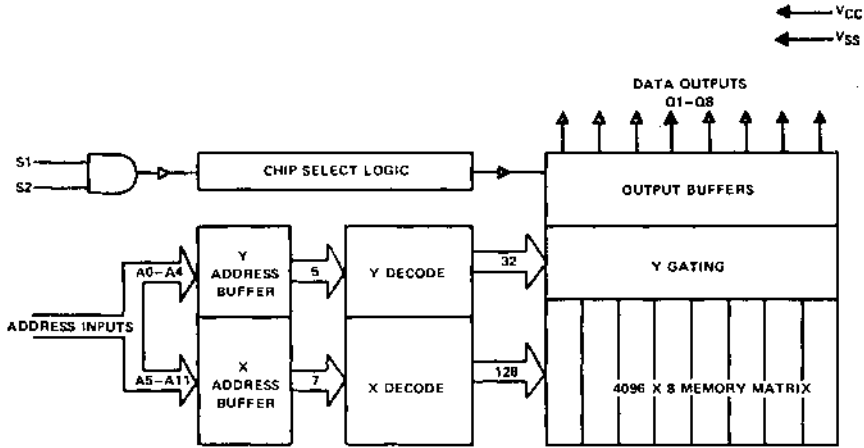 VCC
VSS
DATA OUTPUTS
Q1-Q8
S1
S2
CHIP SELECT LOGIC
OUTPUT BUFFERS
A0-A4
Y
ADDRESS
BUFFER
5
Y DECODE
32
Y GATING
ADDRESS INPUTS
A5-A11
X
ADDRESS
BUFFER
7
X DECODE
128
4096 X 8 MEMORY MATRIX